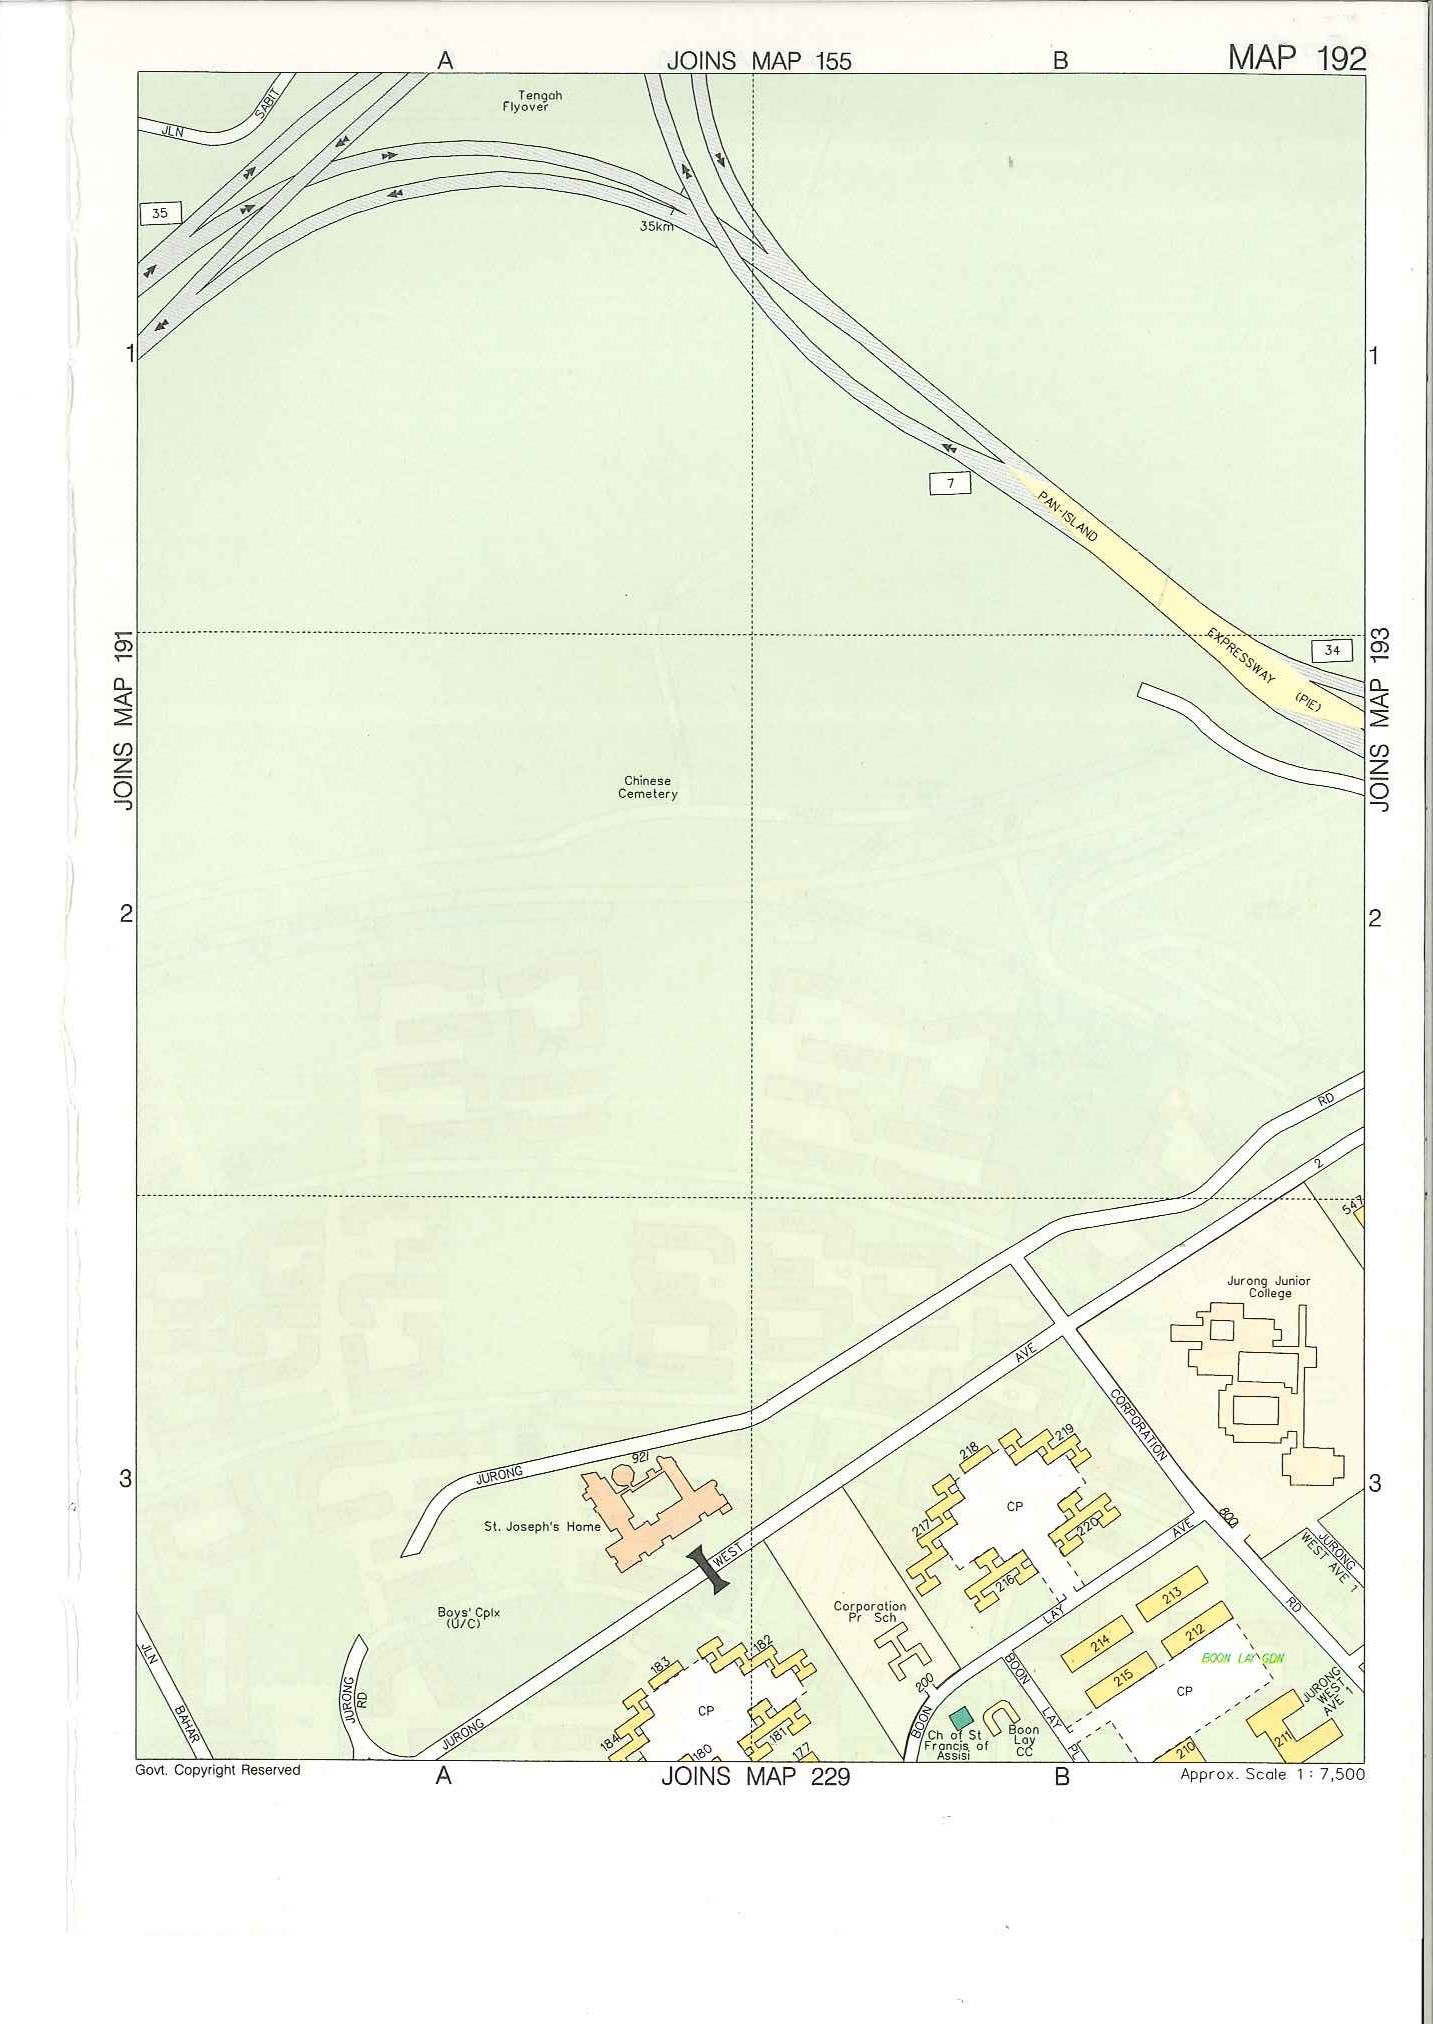 A
JOINS MAP 155
B
MAP 192
Tengah
Flyover
JLN
SABIT
35
35km
1
1
7
PAN-ISLAND
EXPRESSWAY
(PIE)
34
JOINS MAP 191
JOINS MAP 193
Chinese
Cemetery
2
2
RD
2
547
Jurong Junior
College
AVE
CORPORATION
219
218
921
3
3
JURONG
CP
217
220
St. Joseph's Home
800
AVE
JURONG
WEST AVE 1
WEST
216
213
RD
Corporation
Pr Sch
LAY
Boys' Cplx
(U/C)
214
212
182
BOON LAY GDN
183
215
200
BOON
JURONG
WEST
AVE 1
CP
CP
JLN
BAHAR
JURONG
RD
JURONG
184
180
181
177
BOON
Ch of St
Francis of
Assisi
Boon
Lay
CC
LAY
PL
210
211
Govt. Copyright Reserved
A
JOINS MAP 229
B
Approx. Scale 1 : 7,500